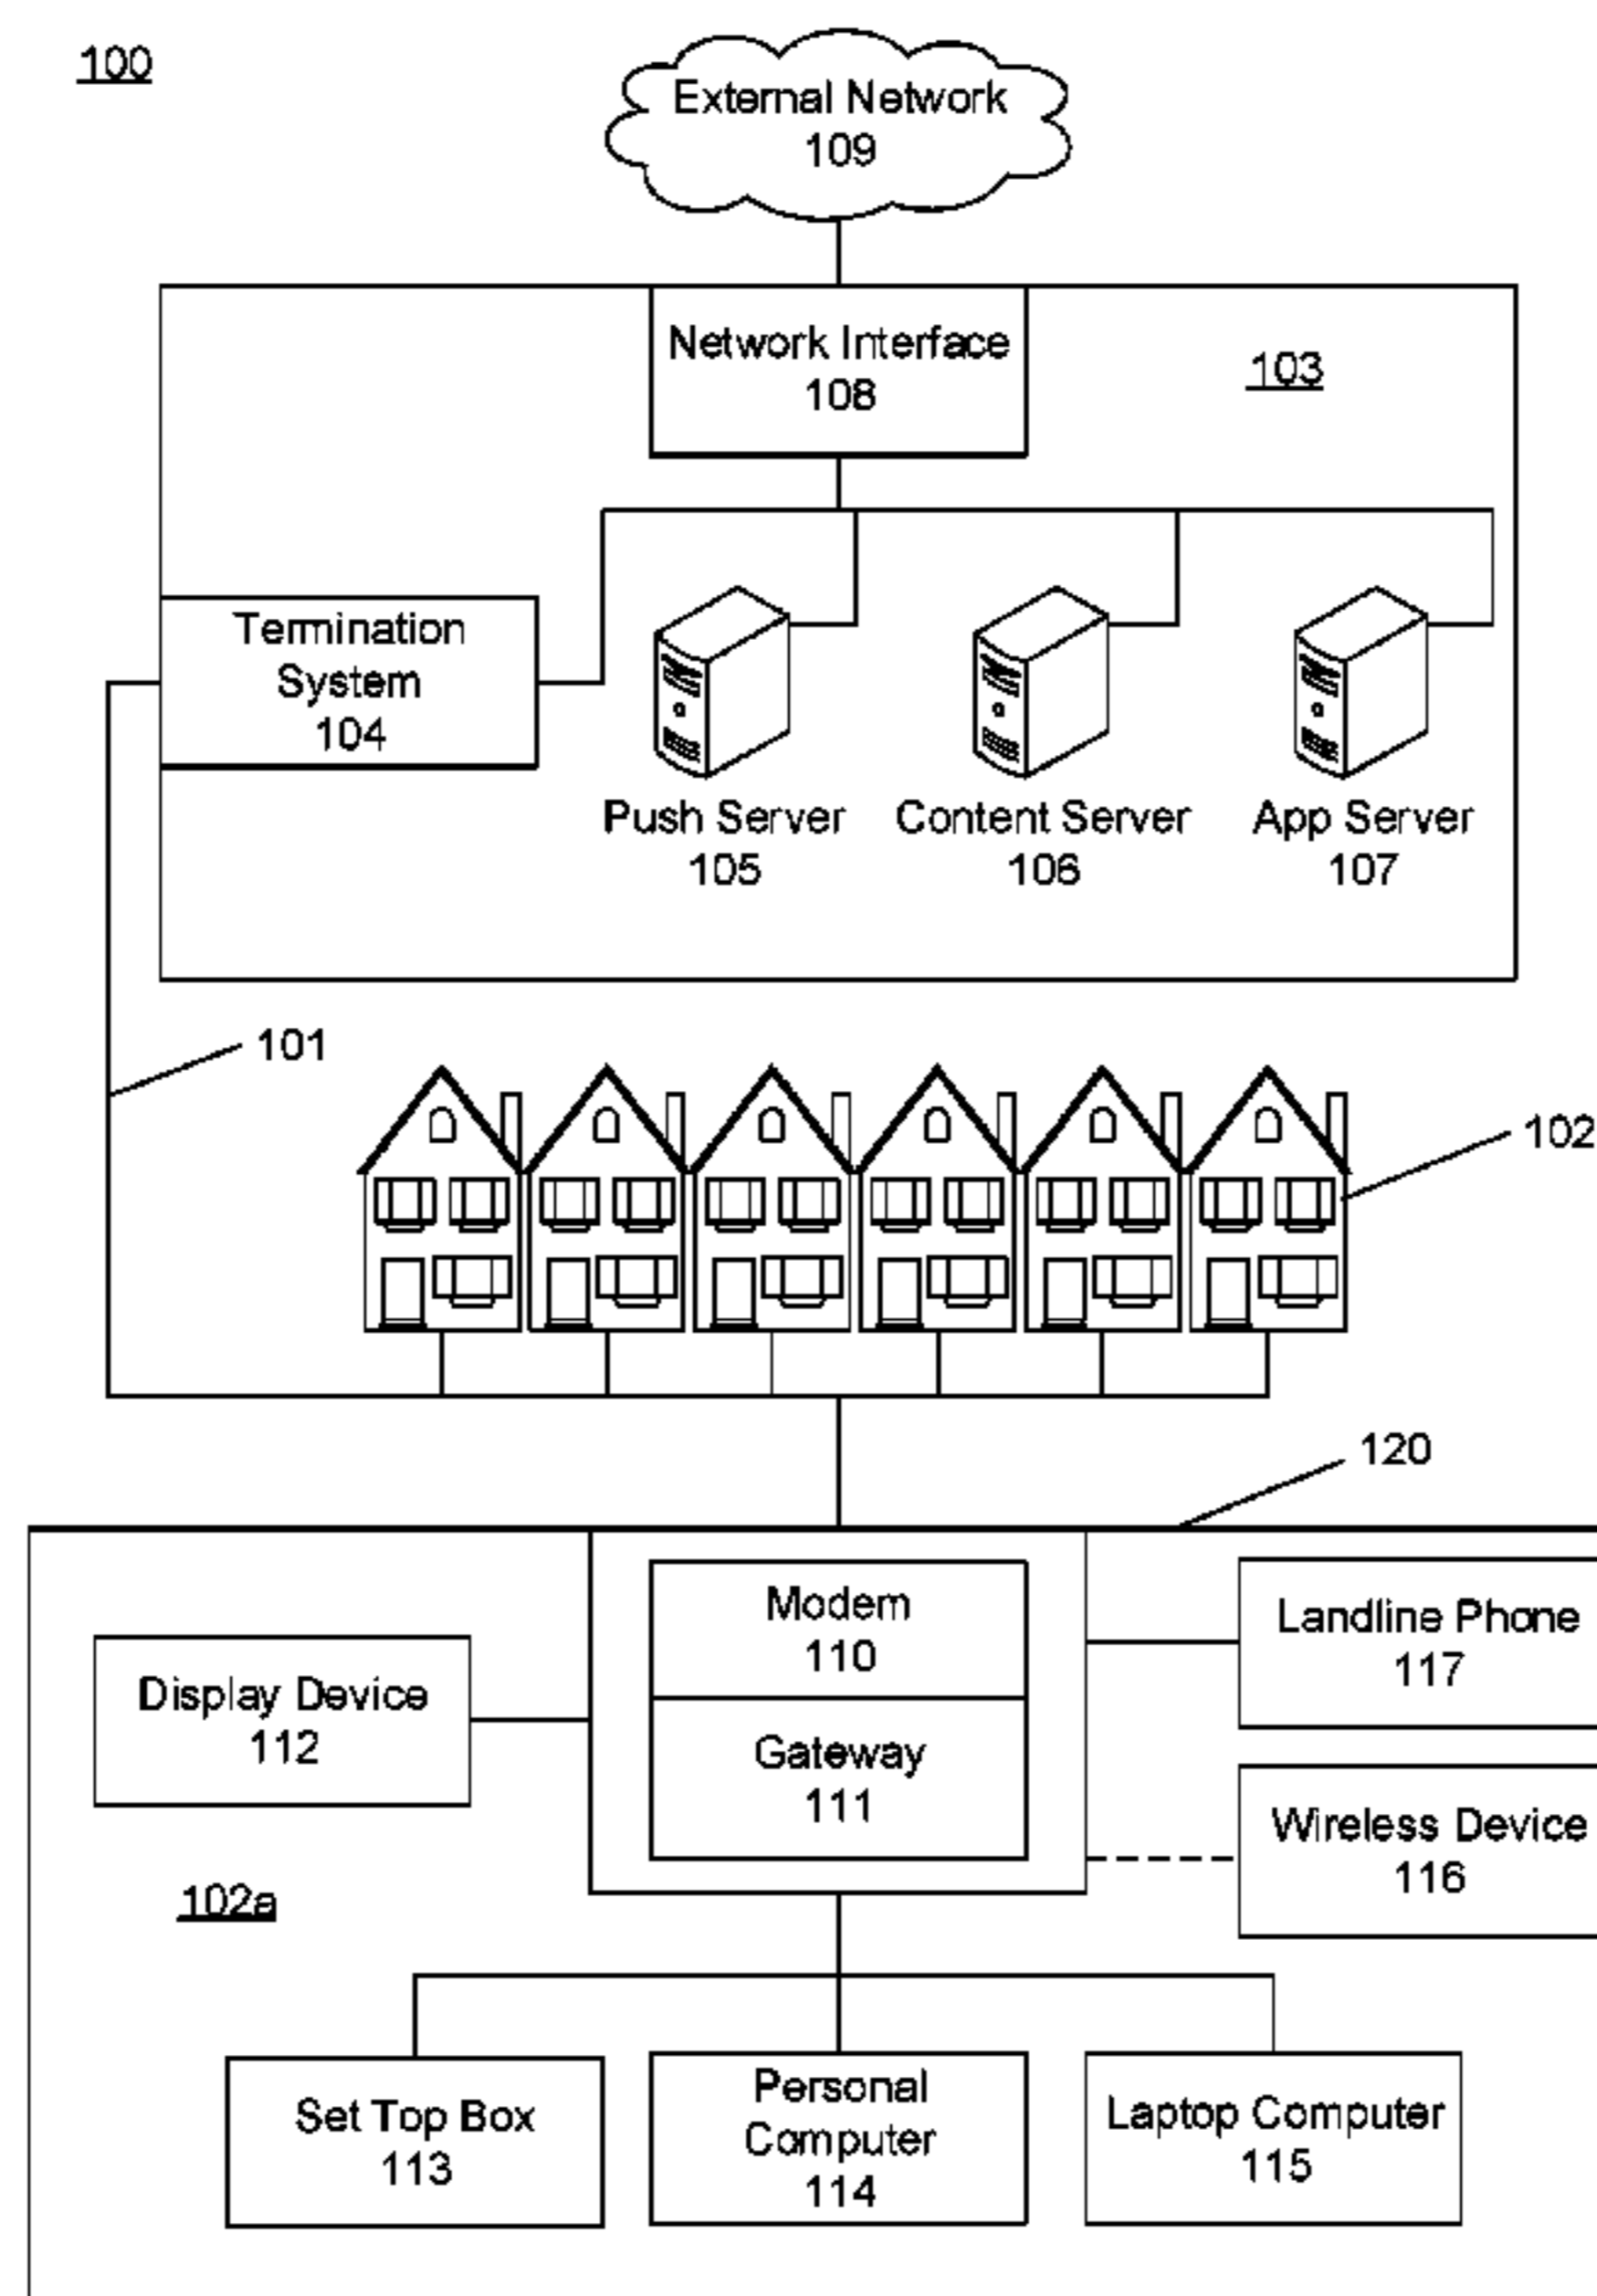 100
External Network
109
Network Interface
108
103
Termination
System
104
Push Server
105
Content Server
106
App Server
107
101
102
120
Modem
110
Landline Phone
117
Display Device
112
Gateway
111
Wireless Device
116
102a
Set Top Box
113
Personal
Computer
114
Laptop Computer
115